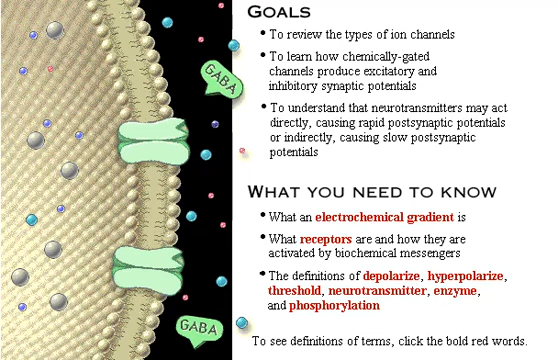 GOALS
• To review the types of ion channels
• To learn how chemically-gated
channels produce excitatory and
inhibitory synaptic potentials
• To understand that neurotransmitters may act
directly, causing rapid postsynaptic potentials
or indirectly, causing slow postsynaptic
potentials
WHAT YOU NEED TO KNOW
• What an electrochemical gradient is
• What receptors are and how they are
activated by biochemical messengers
• The definitions of depolarize, hyperpolarize,
threshold, neurotransmitter, enzyme,
and phosphorylation
To see definitions of terms, click the bold red words.
GABA
GABA